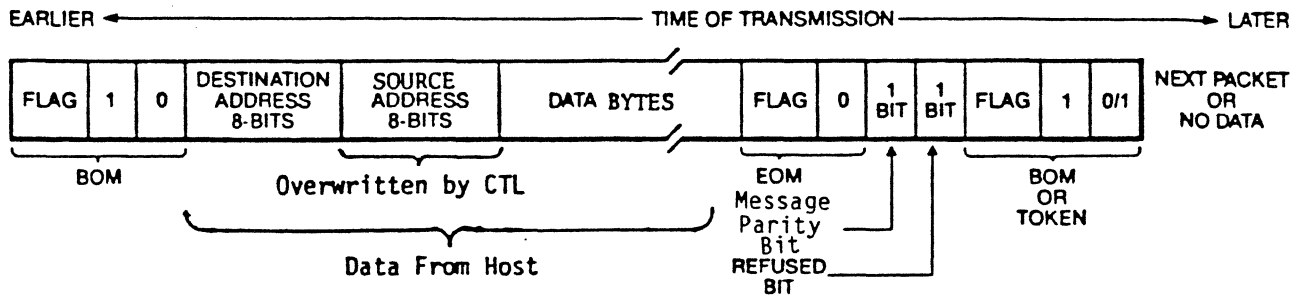 EARLIER TIME OF TRANSMISSION LATER
FLAG 1 0 DESTINATION ADDRESS 8-BITS SOURCE ADDRESS 8-BITS DATA BYTES FLAG 0 1 BIT 1 BIT FLAG 1 0/1 NEXT PACKET OR NO DATA
BOM
Overwritten by CTL
Data From Host
EOM
Message
Parity
Bit
REFUSED
BIT
BOM
OR
TOKEN